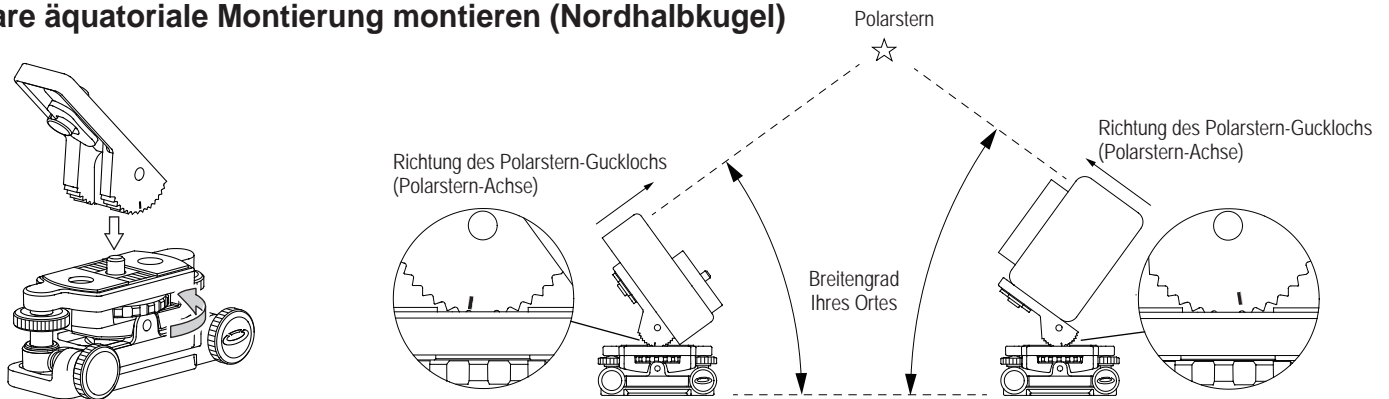 are äquatoriale Montierung montieren (Nordhalbkugel)
Polarstern
Richtung des Polarstern-Gucklochs
(Polarstern-Achse)
Richtung des Polarstern-Gucklochs
(Polarstern-Achse)
Breitengrad
Ihres Ortes